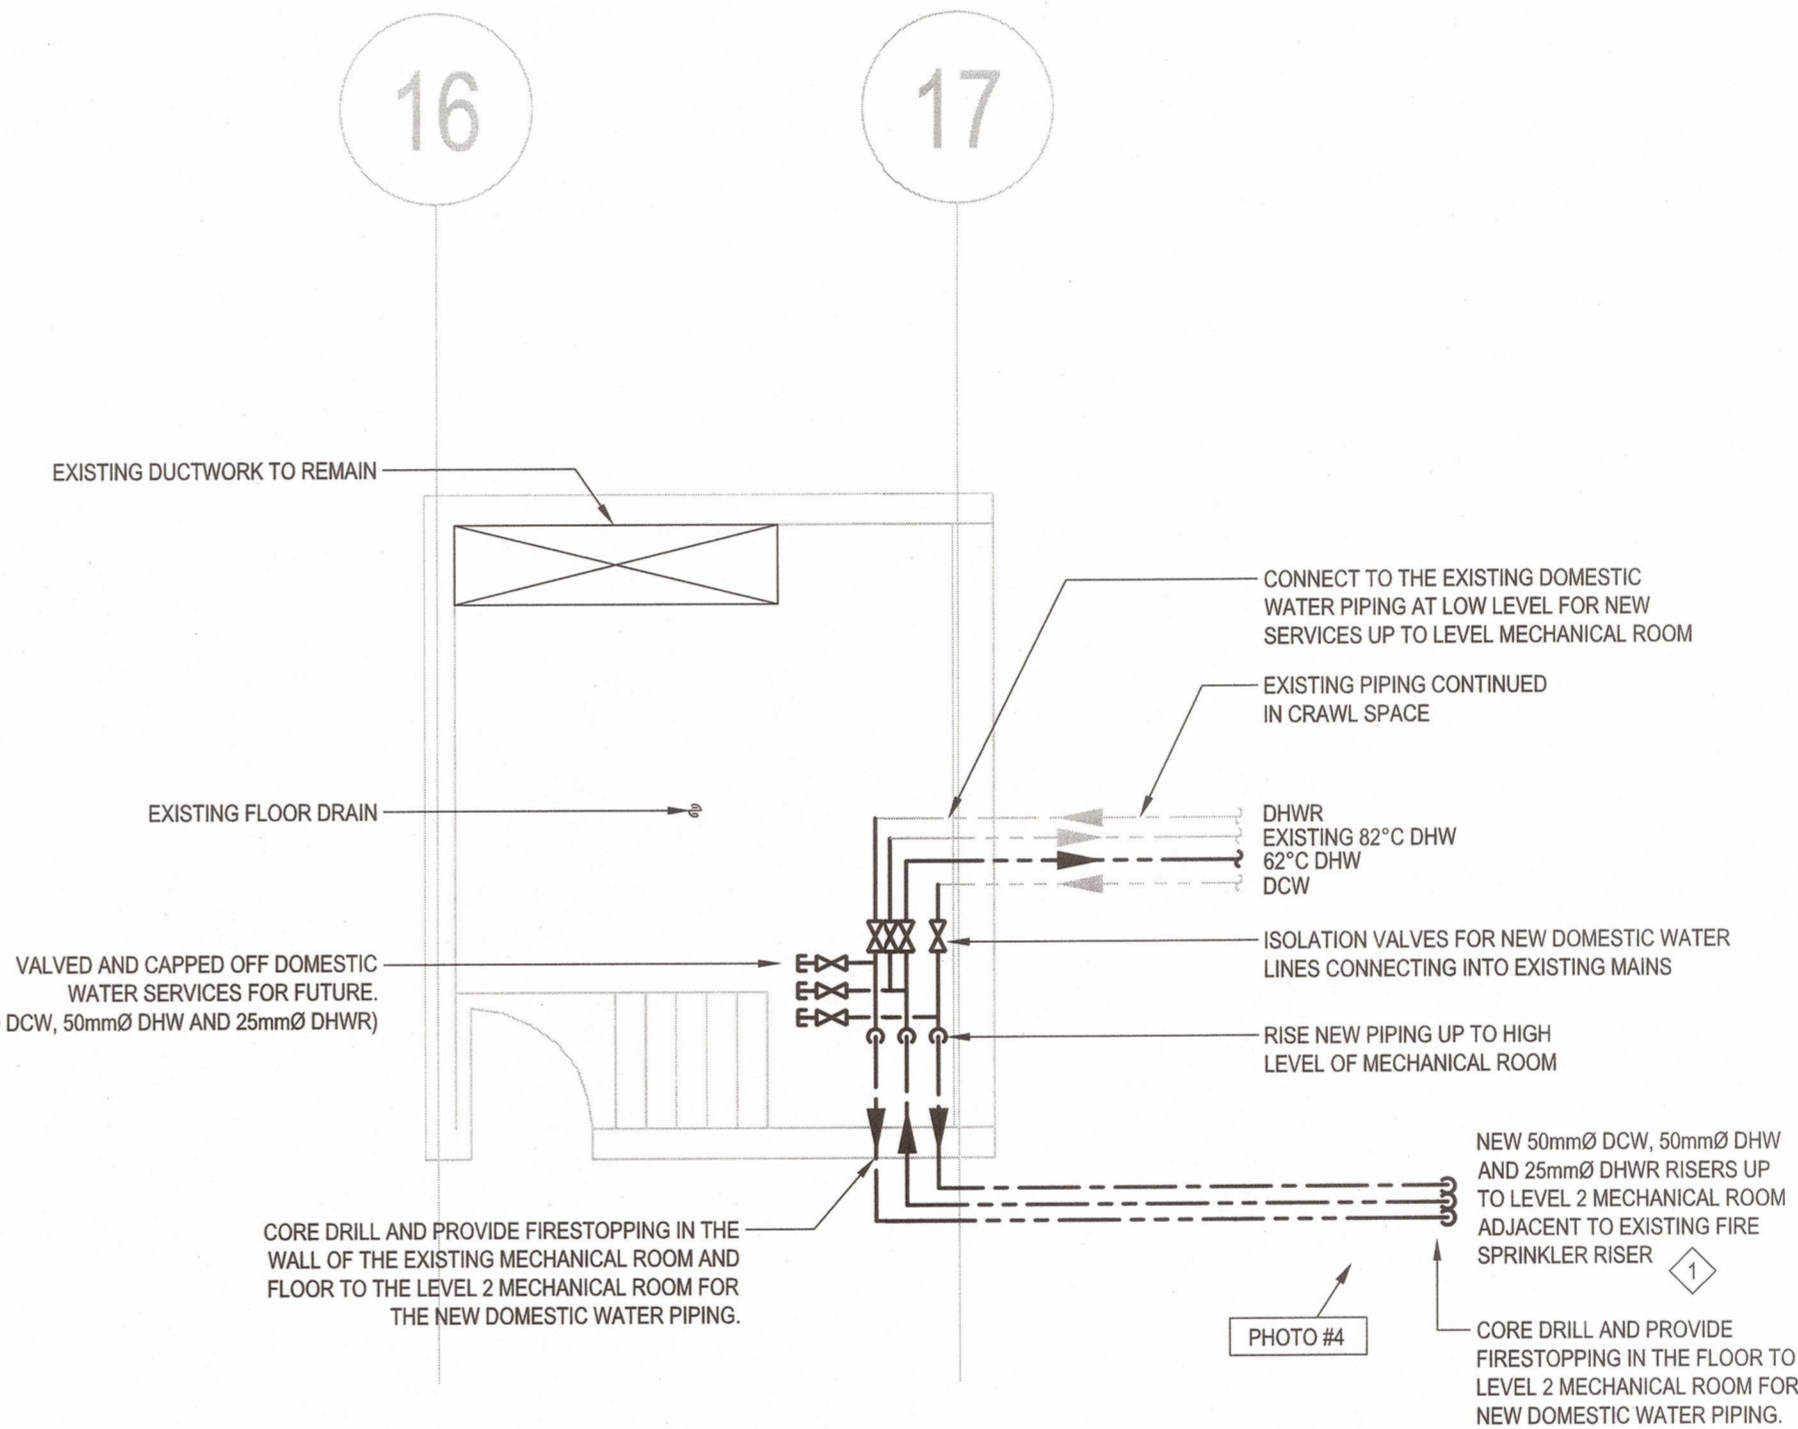 16
17
EXISTING DUCTWORK TO REMAIN
CONNECT TO THE EXISTING DOMESTIC
WATER PIPING AT LOW LEVEL FOR NEW
SERVICES UP TO LEVEL MECHANICAL ROOM
EXISTING PIPING CONTINUED
IN CRAWL SPACE
EXISTING FLOOR DRAIN
DHWR
EXISTING 82°C DHW
62°C DHW
DCW
VALVED AND CAPPED OFF DOMESTIC
WATER SERVICES FOR FUTURE.
DCW, 50mmØ DHW AND 25mmØ DHWR)
ISOLATION VALVES FOR NEW DOMESTIC WATER
LINES CONNECTING INTO EXISTING MAINS
RISE NEW PIPING UP TO HIGH
LEVEL OF MECHANICAL ROOM
NEW 50mmØ DCW, 50mmØ DHW
AND 25mmØ DHWR RISERS UP
TO LEVEL 2 MECHANICAL ROOM
ADJACENT TO EXISTING FIRE
SPRINKLER RISER
1
CORE DRILL AND PROVIDE FIRESTOPPING IN THE
WALL OF THE EXISTING MECHANICAL ROOM AND
FLOOR TO THE LEVEL 2 MECHANICAL ROOM FOR
THE NEW DOMESTIC WATER PIPING.
PHOTO #4
CORE DRILL AND PROVIDE
FIRESTOPPING IN THE FLOOR TO
LEVEL 2 MECHANICAL ROOM FOR
NEW DOMESTIC WATER PIPING.